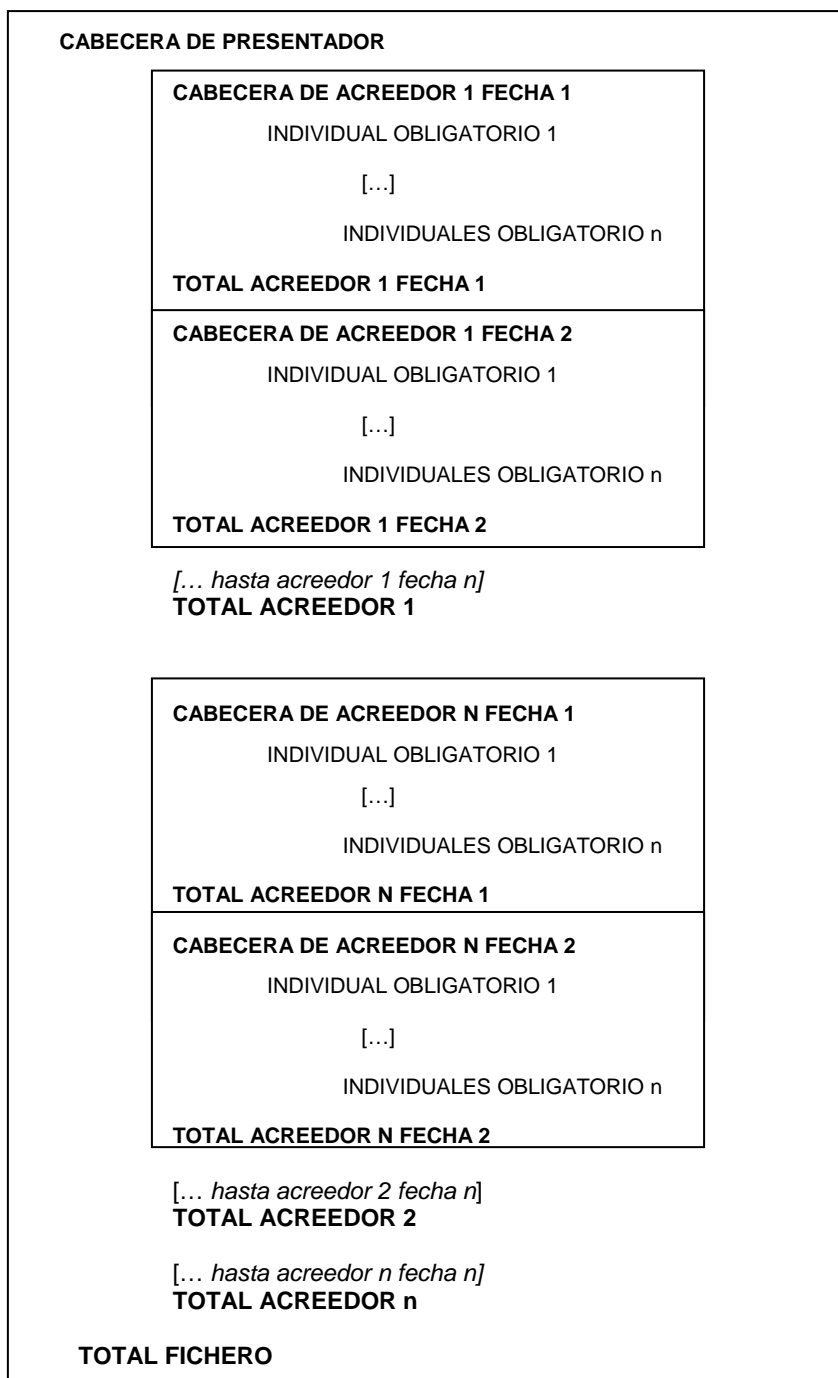 CABECERA DE PRESENTADOR
CABECERA DE ACREEDOR 1 FECHA 1
INDIVIDUAL OBLIGATORIO 1
[…]
INDIVIDUALES OBLIGATORIO n
TOTAL ACREEDOR 1 FECHA 1
CABECERA DE ACREEDOR 1 FECHA 2
INDIVIDUAL OBLIGATORIO 1
[…]
INDIVIDUALES OBLIGATORIO n
TOTAL ACREEDOR 1 FECHA 2
[… hasta acreedor 1 fecha n]
TOTAL ACREEDOR 1
CABECERA DE ACREEDOR N FECHA 1
INDIVIDUAL OBLIGATORIO 1
[…]
INDIVIDUALES OBLIGATORIO n
TOTAL ACREEDOR N FECHA 1
CABECERA DE ACREEDOR N FECHA 2
INDIVIDUAL OBLIGATORIO 1
[…]
INDIVIDUALES OBLIGATORIO n
TOTAL ACREEDOR N FECHA 2
[… hasta acreedor 2 fecha n]
TOTAL ACREEDOR 2
[… hasta acreedor n fecha n]
TOTAL ACREEDOR n
TOTAL FICHERO